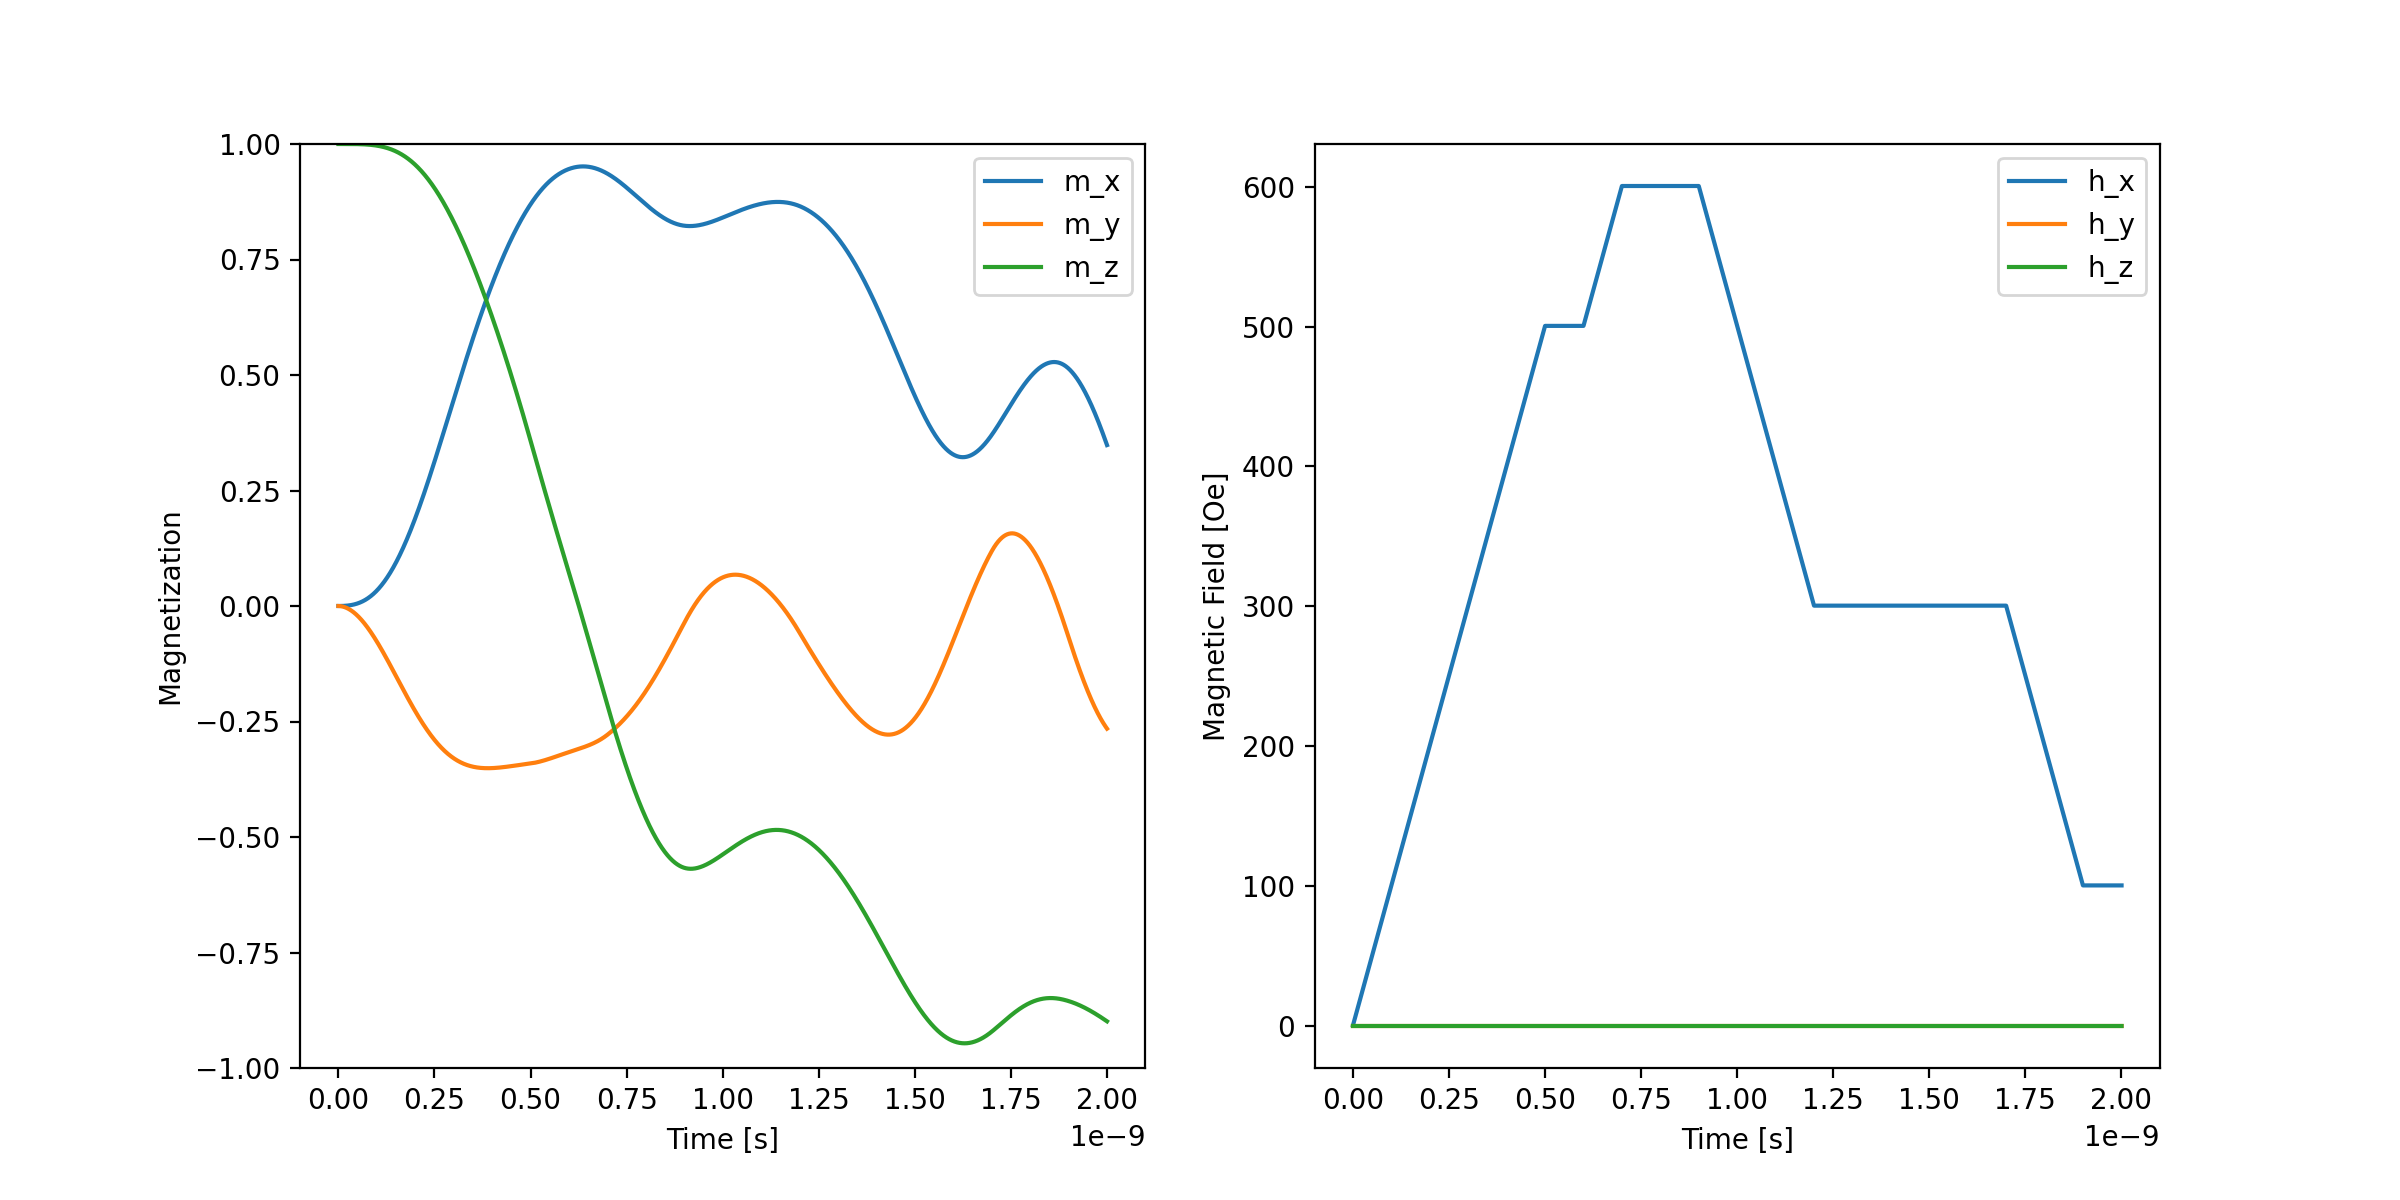 1.00
0.75
0.50
0.25
0.00
−0.25
−0.50
−0.75
−1.00
Magnetization
0.00 0.25 0.50 0.75 1.00 1.25 1.50 1.75 2.00
Time [s]
1e−9
m_x
m_y
m_z
600
500
400
300
200
100
0
Magnetic Field [Oe]
0.00 0.25 0.50 0.75 1.00 1.25 1.50 1.75 2.00
Time [s]
1e−9
h_x
h_y
h_z